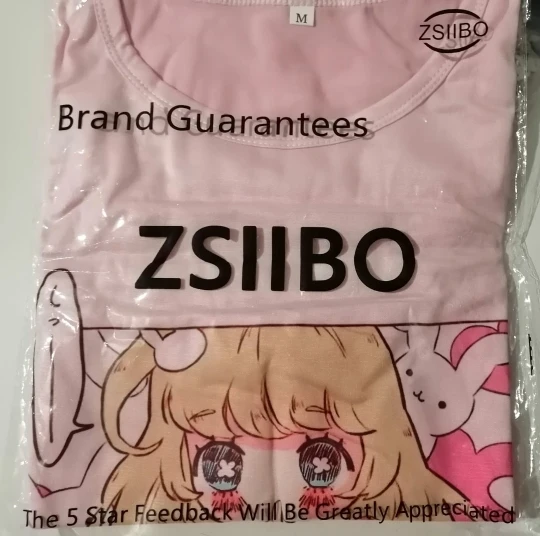 M
ZSIIBO
Brand Guarantees
ZSIIBO
The 5 Star Feedback Will Be Greatly Appreciated